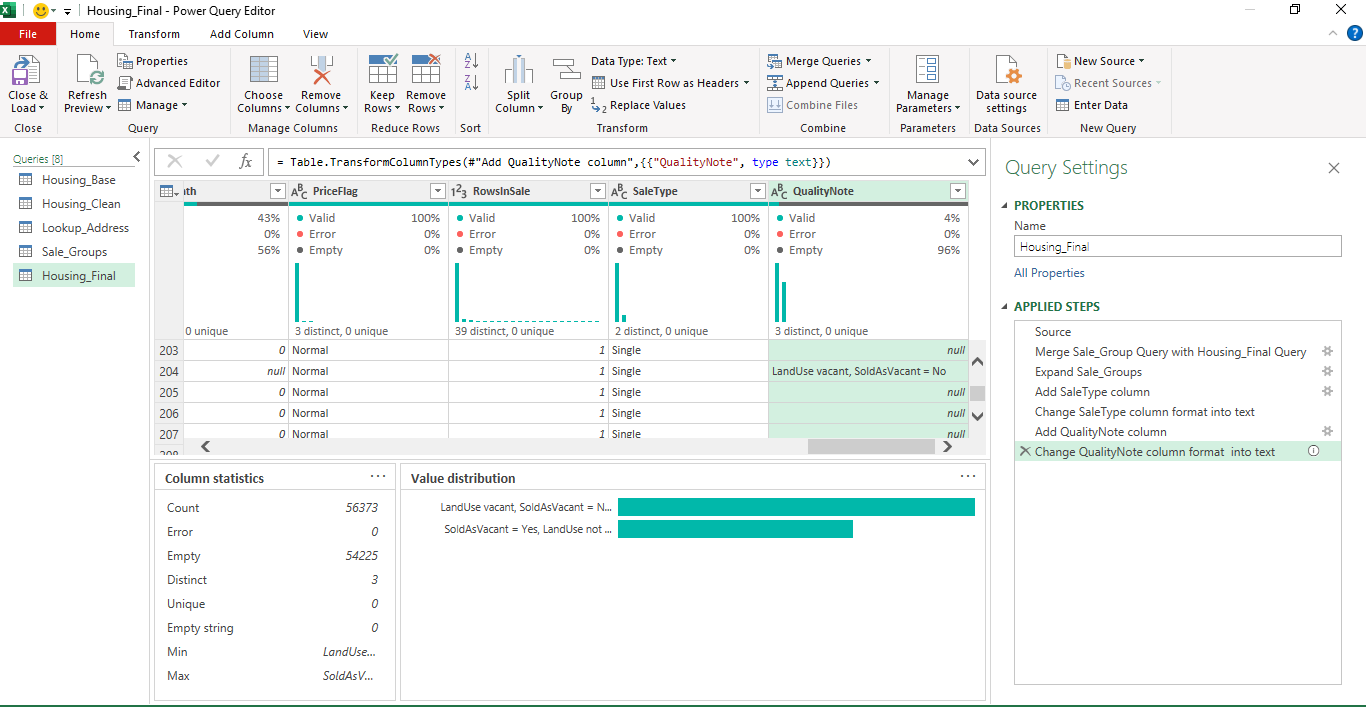 Housing_Final - Power Query Editor
File Home Transform Add Column View
Close & Load
Close
Refresh Preview
Properties
Advanced Editor
Manage
Query
Choose Columns
Remove Columns
Manage Columns
Keep Rows
Remove Rows
Reduce Rows
Sort
Split Column
Group By
Data Type: Text
Use First Row as Headers
Replace Values
Transform
Merge Queries
Append Queries
Combine Files
Combine
Manage Parameters
Parameters
Data source settings
Data Sources
New Source
Recent Sources
Enter Data
New Query
Queries [8]
Housing_Base
Housing_Clean
Lookup_Address
Sale_Groups
Housing_Final
= Table.TransformColumnTypes(#"Add QualityNote column",{{"QualityNote", type text}})
ith PriceFlag RowsInSale SaleType QualityNote
43% Valid 100% Valid 100% Valid 100% Valid 4%
0% Error 0% Error 0% Error 0% Error 0%
56% Empty 0% Empty 0% Empty 0% Empty 96%
0 unique 3 distinct, 0 unique 39 distinct, 0 unique 2 distinct, 0 unique 3 distinct, 0 unique
203 0 Normal 1 Single null
204 null Normal 1 Single LandUse vacant, SoldAsVacant = No
205 0 Normal 1 Single null
206 0 Normal 1 Single null
207 0 Normal 1 Single null
208
Column statistics
Count 56373
Error 0
Empty 54225
Distinct 3
Unique 0
Empty string 0
Min LandUse...
Max SoldAsV...
Value distribution
LandUse vacant, SoldAsVacant = N...
SoldAsVacant = Yes, LandUse not ...
Query Settings
PROPERTIES
Name
Housing_Final
All Properties
APPLIED STEPS
Source
Merge Sale_Group Query with Housing_Final Query
Expand Sale_Groups
Add SaleType column
Change SaleType column format into text
Add QualityNote column
Change QualityNote column format  into text